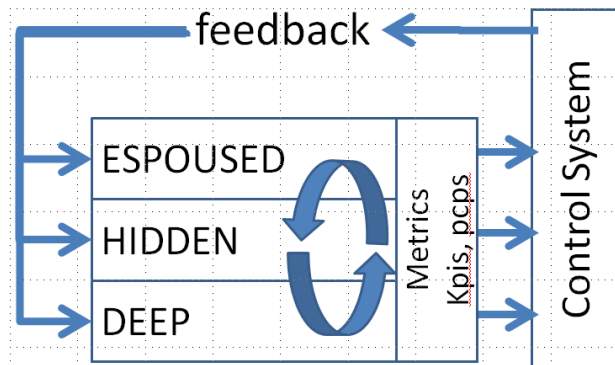 feedback
ESPOUSED
HIDDEN
DEEP
Metrics
Kpis, pcps
Control System